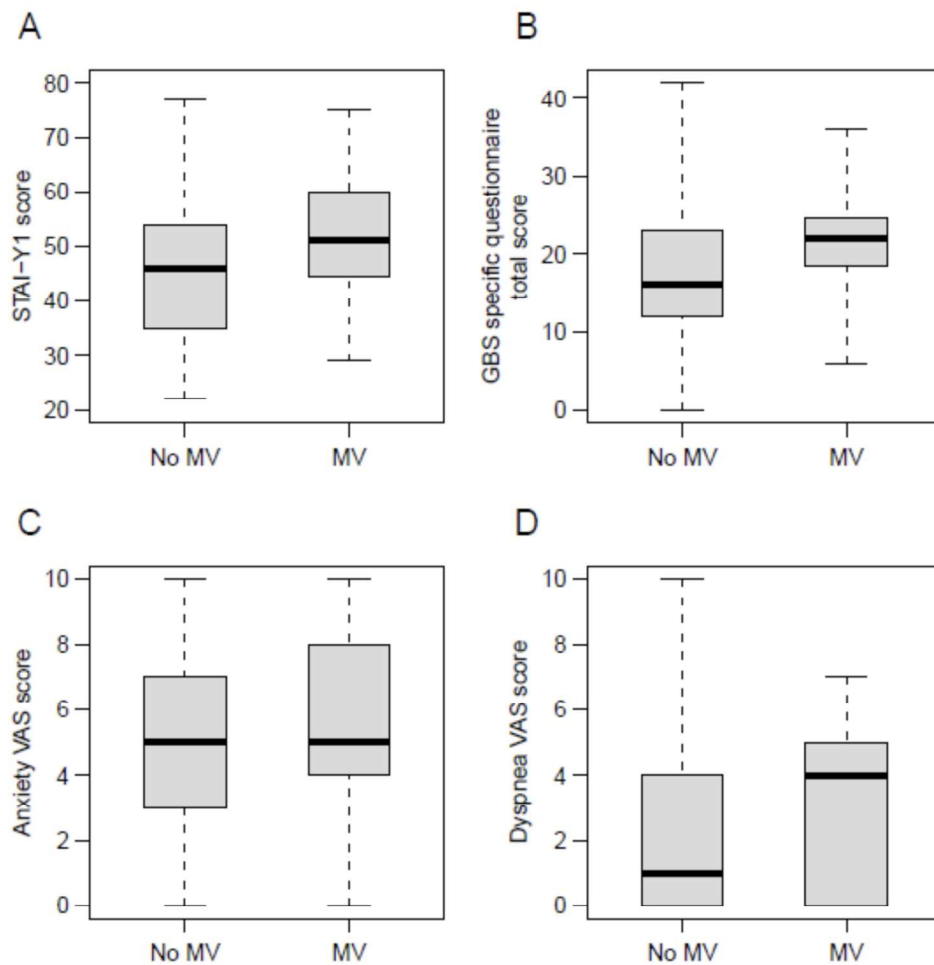 A
STAI-Y1 score
80
70
60
50
40
30
20
No MV
MV
B
GBS specific questionnaire
total score
40
30
20
10
0
No MV
MV
C
Anxiety VAS score
10
8
6
4
2
0
No MV
MV
D
Dyspnea VAS score
10
8
6
4
2
0
No MV
MV